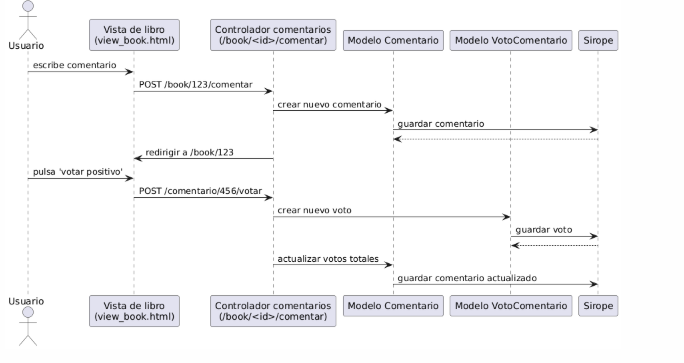 Usuario
Vista de libro
(view_book.html)
Controlador comentarios
(/book/<id>/comentar)
Modelo Comentario
Modelo VotoComentario
Sirope
escribe comentario
POST /book/123/comentar
crear nuevo comentario
guardar comentario
redirigir a /book/123
pulsa 'votar positivo'
POST /comentario/456/votar
crear nuevo voto
guardar voto
actualizar votos totales
guardar comentario actualizado
Usuario
Vista de libro
(view_book.html)
Controlador comentarios
(/book/<id>/comentar)
Modelo Comentario
Modelo VotoComentario
Sirope